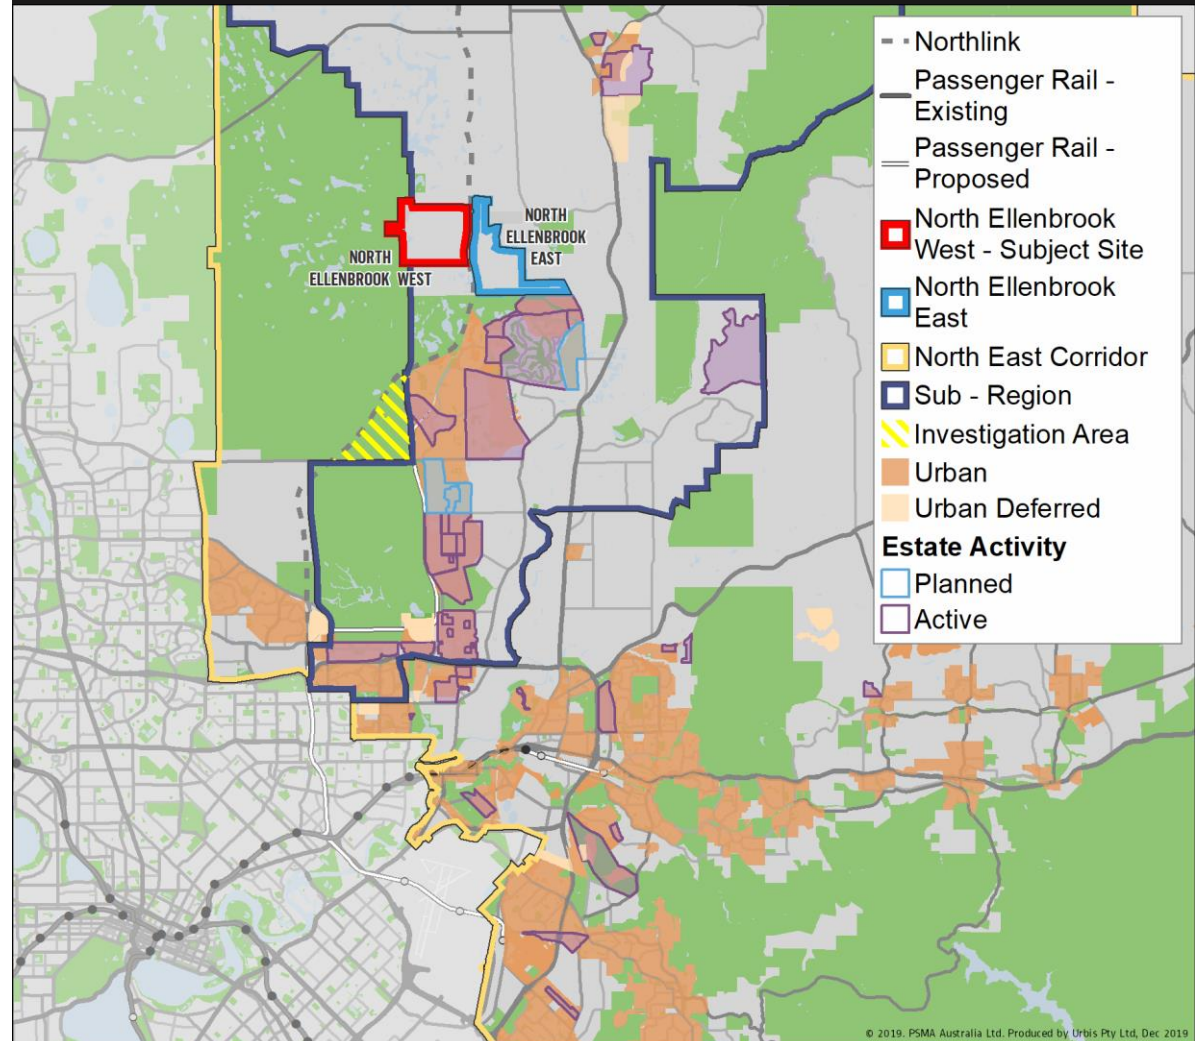 NORTH
ELLENBROOK
EAST
NORTH
ELLENBROOK WEST
Northlink
Passenger Rail -
Existing
Passenger Rail -
Proposed
North Ellenbrook
West - Subject Site
North Ellenbrook
East
North East Corridor
Sub - Region
Investigation Area
Urban
Urban Deferred
Estate Activity
Planned
Active
© 2019. PSMA Australia Ltd. Produced by Urbis Pty Ltd, Dec 2019